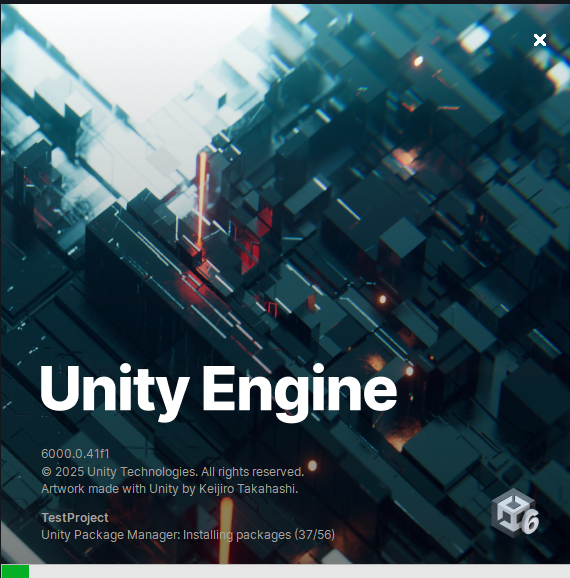 Unity Engine
6000.0.41f1
© 2025 Unity Technologies. All rights reserved.
Artwork made with Unity by Keijiro Takahashi.
TestProject
Unity Package Manager: Installing packages (37/56)
6